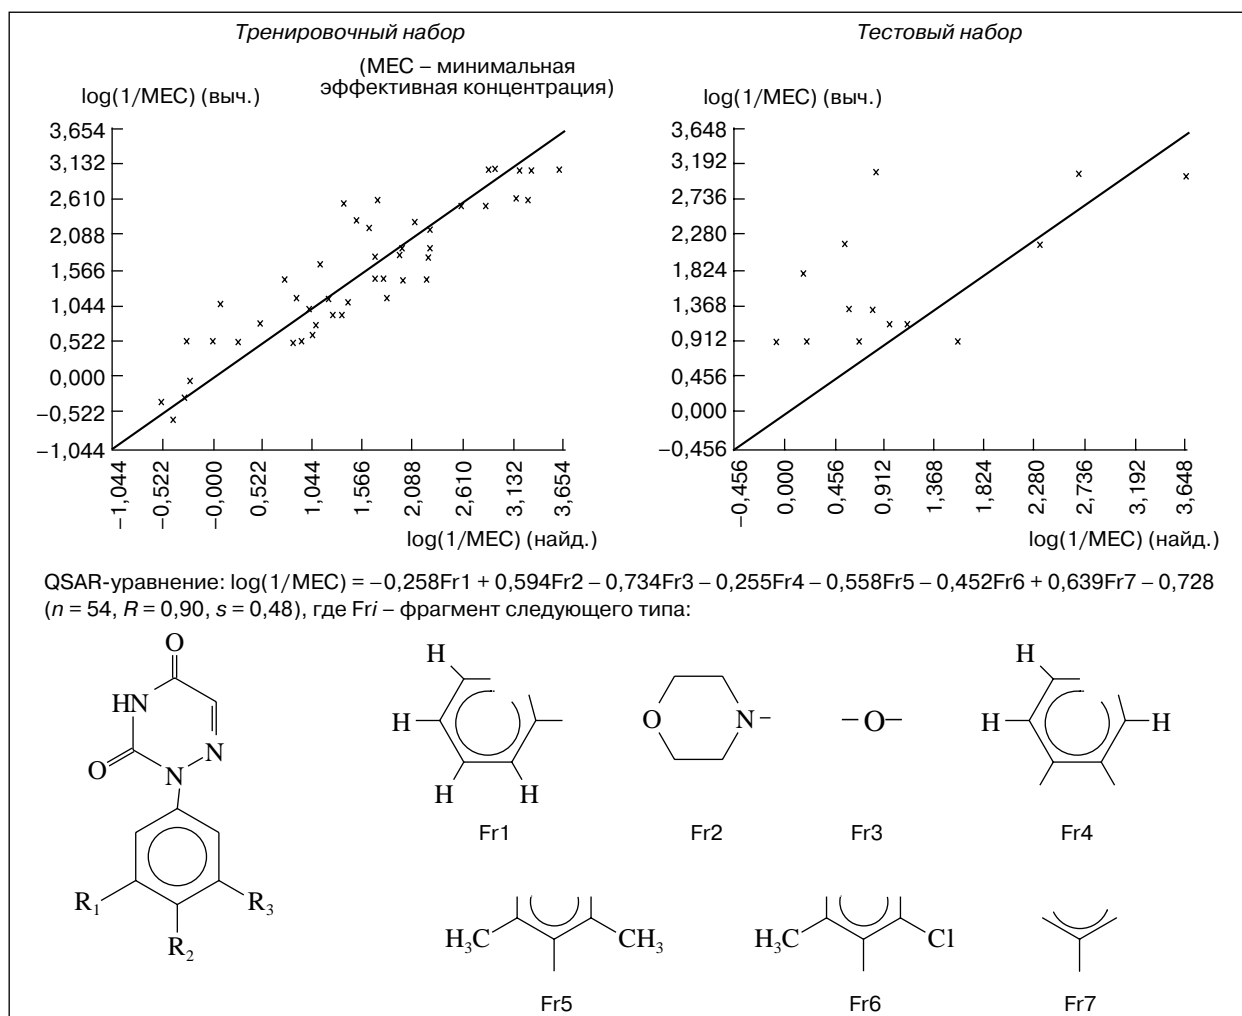 Тренировочный набор
(MEC – минимальная
эффективная концентрация)
log(1/MEC) (выч.)
3,654
3,132
2,610
2,088
1,566
1,044
0,522
0,000
−0,522
−1,044
−1,044
−0,522
−0,000
0,522
1,044
1,566
2,088
2,610
3,132
3,654
log(1/MEC) (найд.)
Тестовый набор
log(1/MEC) (выч.)
3,648
3,192
2,736
2,280
1,824
1,368
0,912
0,456
0,000
−0,456
−0,456
0,000
0,456
0,912
1,368
1,824
2,280
2,736
3,192
3,648
log(1/MEC) (найд.)
QSAR-уравнение: log(1/MEC) = −0,258Fr1 + 0,594Fr2 − 0,734Fr3 − 0,255Fr4 − 0,558Fr5 − 0,452Fr6 + 0,639Fr7 − 0,728
(n = 54, R = 0,90, s = 0,48), где Fri – фрагмент следующего типа:
O
HN
O
N
N
R1
R2
R3
H
H
H
H
Fr1
O
N
Fr2
O
Fr3
H
H
H
Fr4
H3C
CH3
Fr5
H3C
Cl
Fr6
Fr7